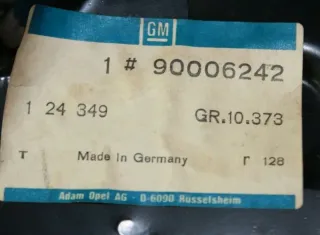 GM
1 # 90006242
1 24 349 GR.10.373
T Made in Germany r 128
Adam Opel AG · D-6090 Rüsselsheim